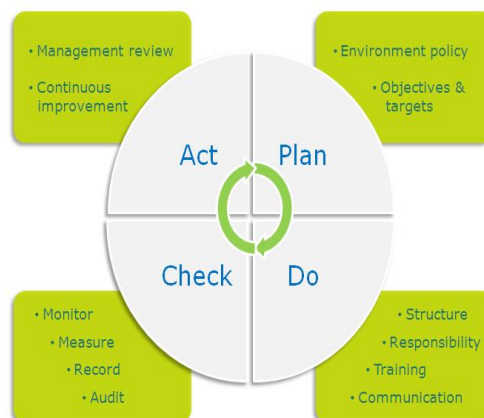 • Management review
• Continuous
improvement
• Environment policy
• Objectives &
targets
Act
Plan
Check
Do
• Monitor
• Measure
• Record
• Audit
• Structure
• Responsibility
• Training
• Communication